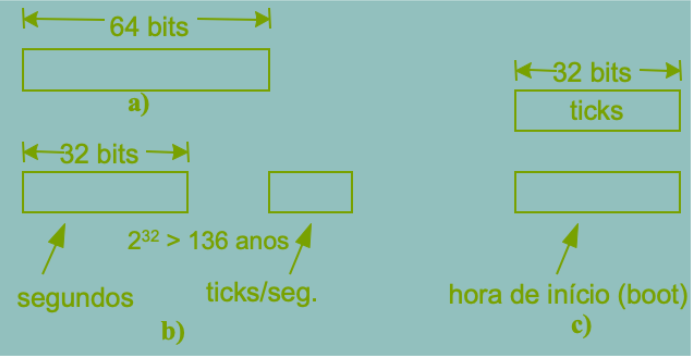 64 bits
a)
32 bits
2³² > 136 anos
segundos
ticks/seg.
b)
32 bits
ticks
hora de início (boot)
c)